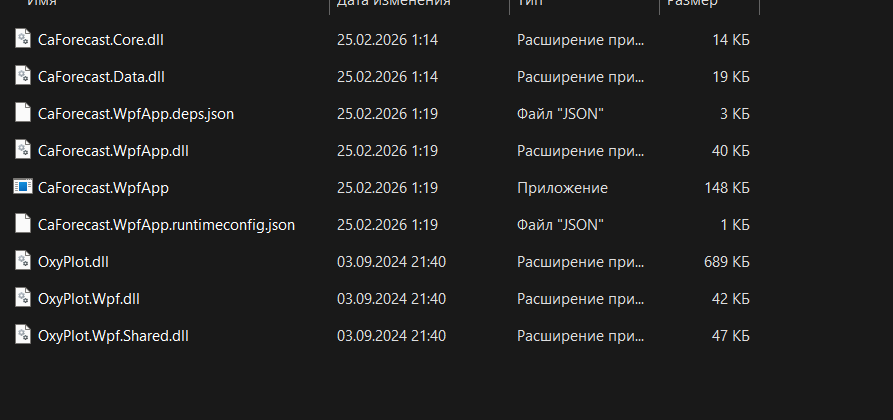 Имя Дата изменения Тип Размер
CaForecast.Core.dll 25.02.2026 1:14 Расширение при... 14 КБ
CaForecast.Data.dll 25.02.2026 1:14 Расширение при... 19 КБ
CaForecast.WpfApp.deps.json 25.02.2026 1:19 Файл "JSON" 3 КБ
CaForecast.WpfApp.dll 25.02.2026 1:19 Расширение при... 40 КБ
CaForecast.WpfApp 25.02.2026 1:19 Приложение 148 КБ
CaForecast.WpfApp.runtimeconfig.json 25.02.2026 1:19 Файл "JSON" 1 КБ
OxyPlot.dll 03.09.2024 21:40 Расширение при... 689 КБ
OxyPlot.Wpf.dll 03.09.2024 21:40 Расширение при... 42 КБ
OxyPlot.Wpf.Shared.dll 03.09.2024 21:40 Расширение при... 47 КБ